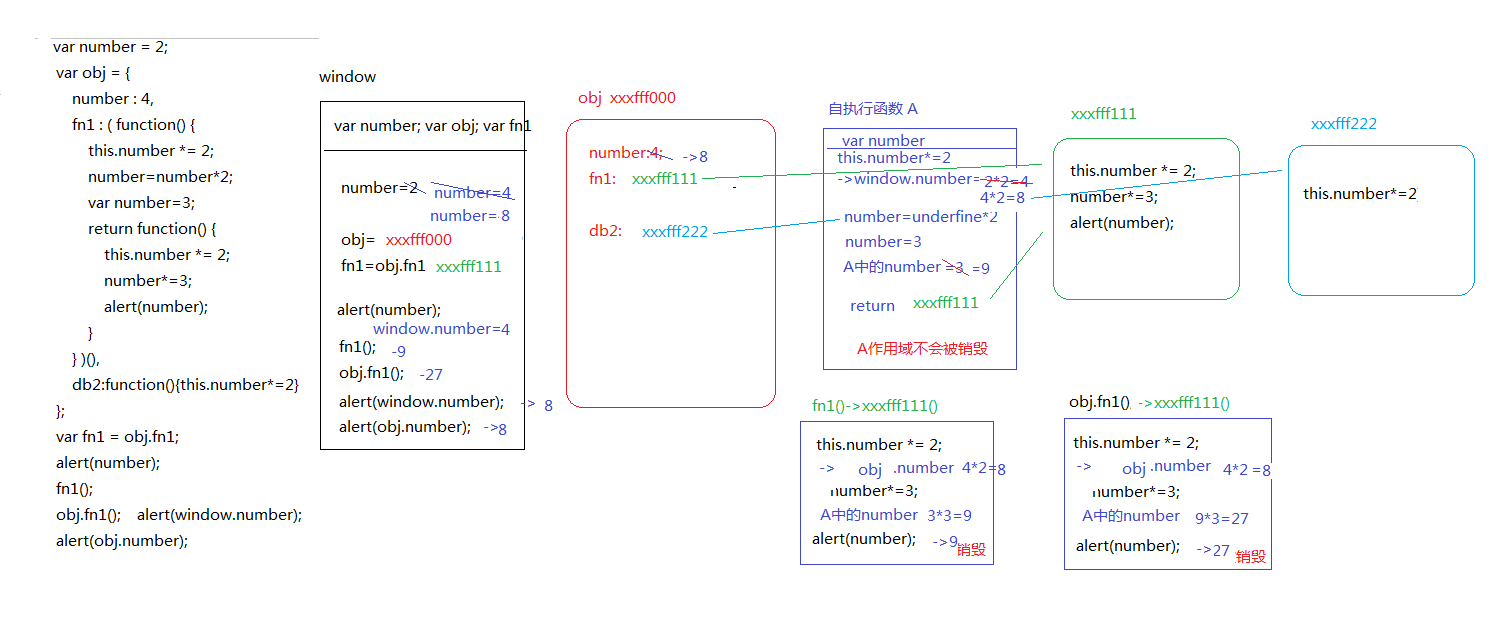 var number = 2;
var obj = {
number : 4,
fn1 : ( function() {
this.number *= 2;
number=number*2;
var number=3;
return function() {
this.number *= 2;
number*=3;
alert(number);
}
} )(),
db2:function(){this.number*=2}
};
var fn1 = obj.fn1;
alert(number);
fn1();
obj.fn1(); alert(window.number);
alert(obj.number);
window
var number; var obj; var fn1
number=2
number=4
number= 8
obj= xxxfff000
fn1=obj.fn1 xxxfff111
alert(number);
window.number=4
fn1(); -9
obj.fn1(); -27
alert(window.number); -> 8
alert(obj.number); ->8
obj xxxfff000
number:4; ->8
fn1: xxxfff111
db2: xxxfff222
自执行函数 A
var number
this.number*=2
->window.number= 2*2=4
4*2=8
number=underfine*2
number=3
A中的number =3 =9
return xxxfff111
A作用域不会被销毁
xxxfff111
this.number *= 2;
number*=3;
alert(number);
xxxfff222
this.number*=2
fn1()->xxxfff111()
this.number *= 2;
-> obj .number 4*2=8
number*=3;
A中的number 3*3=9
alert(number); ->9
销毁
obj.fn1() ->xxxfff111()
this.number *= 2;
-> obj .number 4*2 =8
number*=3;
A中的number 9*3=27
alert(number); ->27
销毁